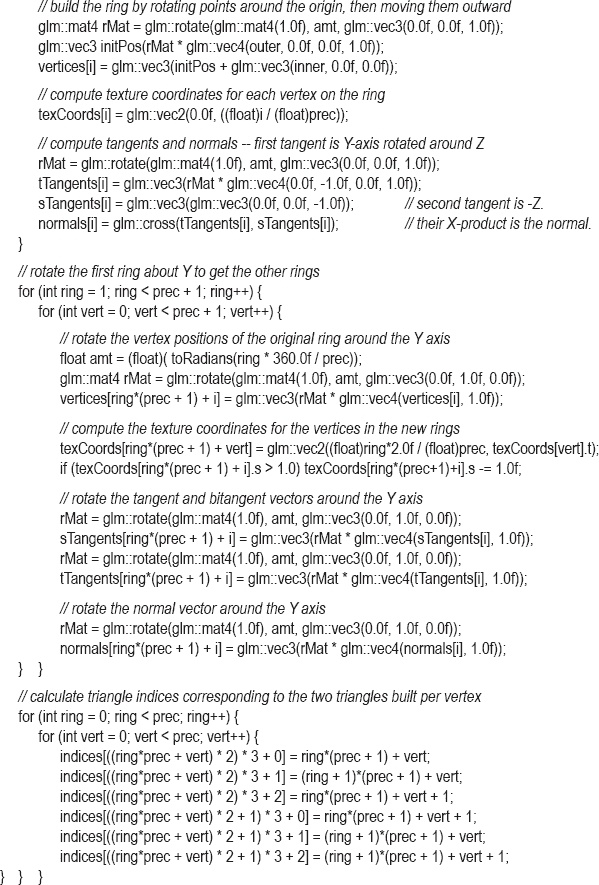 // build the ring by rotating points around the origin, then moving them outward
glm::mat4 rMat = glm::rotate(glm::mat4(1.0f), amt, glm::vec3(0.0f, 0.0f, 1.0f));
glm::vec3 initPos(rMat * glm::vec4(outer, 0.0f, 0.0f, 1.0f));
vertices[i] = glm::vec3(initPos + glm::vec3(inner, 0.0f, 0.0f));
// compute texture coordinates for each vertex on the ring
texCoords[i] = glm::vec2(0.0f, ((float)i / (float)prec));
// compute tangents and normals -- first tangent is Y-axis rotated around Z
rMat = glm::rotate(glm::mat4(1.0f), amt, glm::vec3(0.0f, 0.0f, 1.0f));
tTangents[i] = glm::vec3(rMat * glm::vec4(0.0f, -1.0f, 0.0f, 1.0f));
sTangents[i] = glm::vec3(glm::vec3(0.0f, 0.0f, -1.0f)); // second tangent is -Z.
normals[i] = glm::cross(tTangents[i], sTangents[i]); // their X-product is the normal.
}
// rotate the first ring about Y to get the other rings
for (int ring = 1; ring < prec + 1; ring++) {
for (int vert = 0; vert < prec + 1; vert++) {
// rotate the vertex positions of the original ring around the Y axis
float amt = (float)( toRadians(ring * 360.0f / prec));
glm::mat4 rMat = glm::rotate(glm::mat4(1.0f), amt, glm::vec3(0.0f, 1.0f, 0.0f));
vertices[ring*(prec + 1) + i] = glm::vec3(rMat * glm::vec4(vertices[i], 1.0f));
// compute the texture coordinates for the vertices in the new rings
texCoords[ring*(prec + 1) + vert] = glm::vec2((float)ring*2.0f / (float)prec, texCoords[vert].t);
if (texCoords[ring*(prec + 1) + i].s > 1.0) texCoords[ring*(prec+1)+i].s -= 1.0f;
// rotate the tangent and bitangent vectors around the Y axis
rMat = glm::rotate(glm::mat4(1.0f), amt, glm::vec3(0.0f, 1.0f, 0.0f));
sTangents[ring*(prec + 1) + i] = glm::vec3(rMat * glm::vec4(sTangents[i], 1.0f));
rMat = glm::rotate(glm::mat4(1.0f), amt, glm::vec3(0.0f, 1.0f, 0.0f));
tTangents[ring*(prec + 1) + i] = glm::vec3(rMat * glm::vec4(tTangents[i], 1.0f));
// rotate the normal vector around the Y axis
rMat = glm::rotate(glm::mat4(1.0f), amt, glm::vec3(0.0f, 1.0f, 0.0f));
normals[ring*(prec + 1) + i] = glm::vec3(rMat * glm::vec4(normals[i], 1.0f));
} }
// calculate triangle indices corresponding to the two triangles built per vertex
for (int ring = 0; ring < prec; ring++) {
for (int vert = 0; vert < prec; vert++) {
indices[((ring*prec + vert) * 2) * 3 + 0] = ring*(prec + 1) + vert;
indices[((ring*prec + vert) * 2) * 3 + 1] = (ring + 1)*(prec + 1) + vert;
indices[((ring*prec + vert) * 2) * 3 + 2] = ring*(prec + 1) + vert + 1;
indices[((ring*prec + vert) * 2 + 1) * 3 + 0] = ring*(prec + 1) + vert + 1;
indices[((ring*prec + vert) * 2 + 1) * 3 + 1] = (ring + 1)*(prec + 1) + vert;
indices[((ring*prec + vert) * 2 + 1) * 3 + 2] = (ring + 1)*(prec + 1) + vert + 1;
} } }